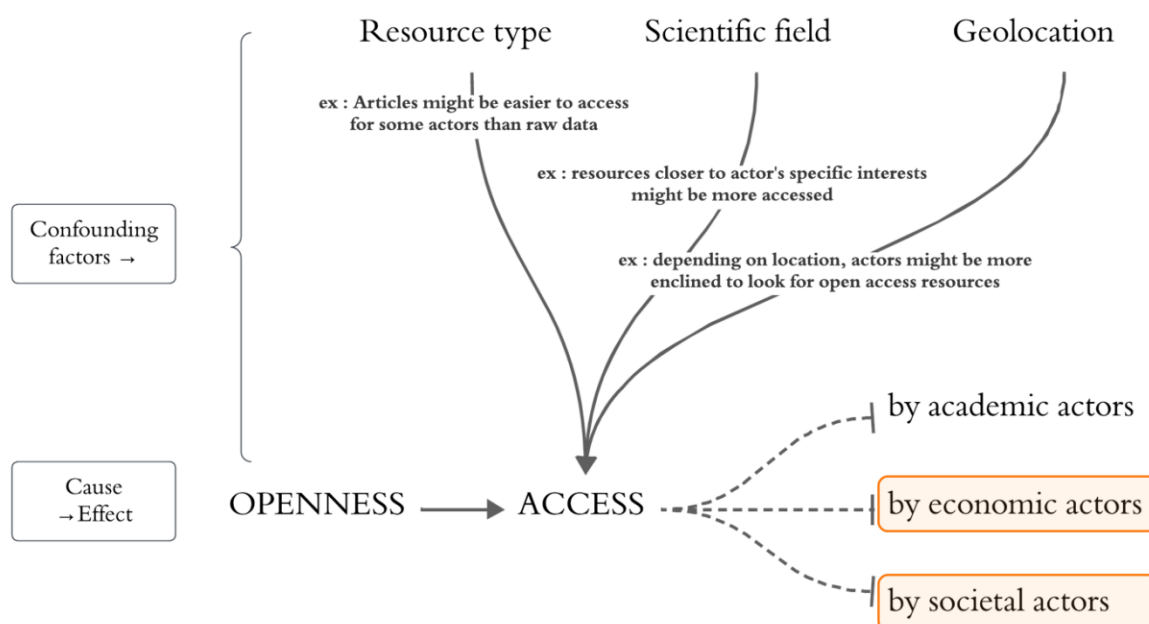 Resource type
Scientific field
Geolocation
ex : Articles might be easier to access
for some actors than raw data
ex : resources closer to actor's specific interests
might be more accessed
Confounding
factors →
ex : depending on location, actors might be more
enclined to look for open access resources
by academic actors
Cause
→Effect
OPENNESS
ACCESS
by economic actors
by societal actors